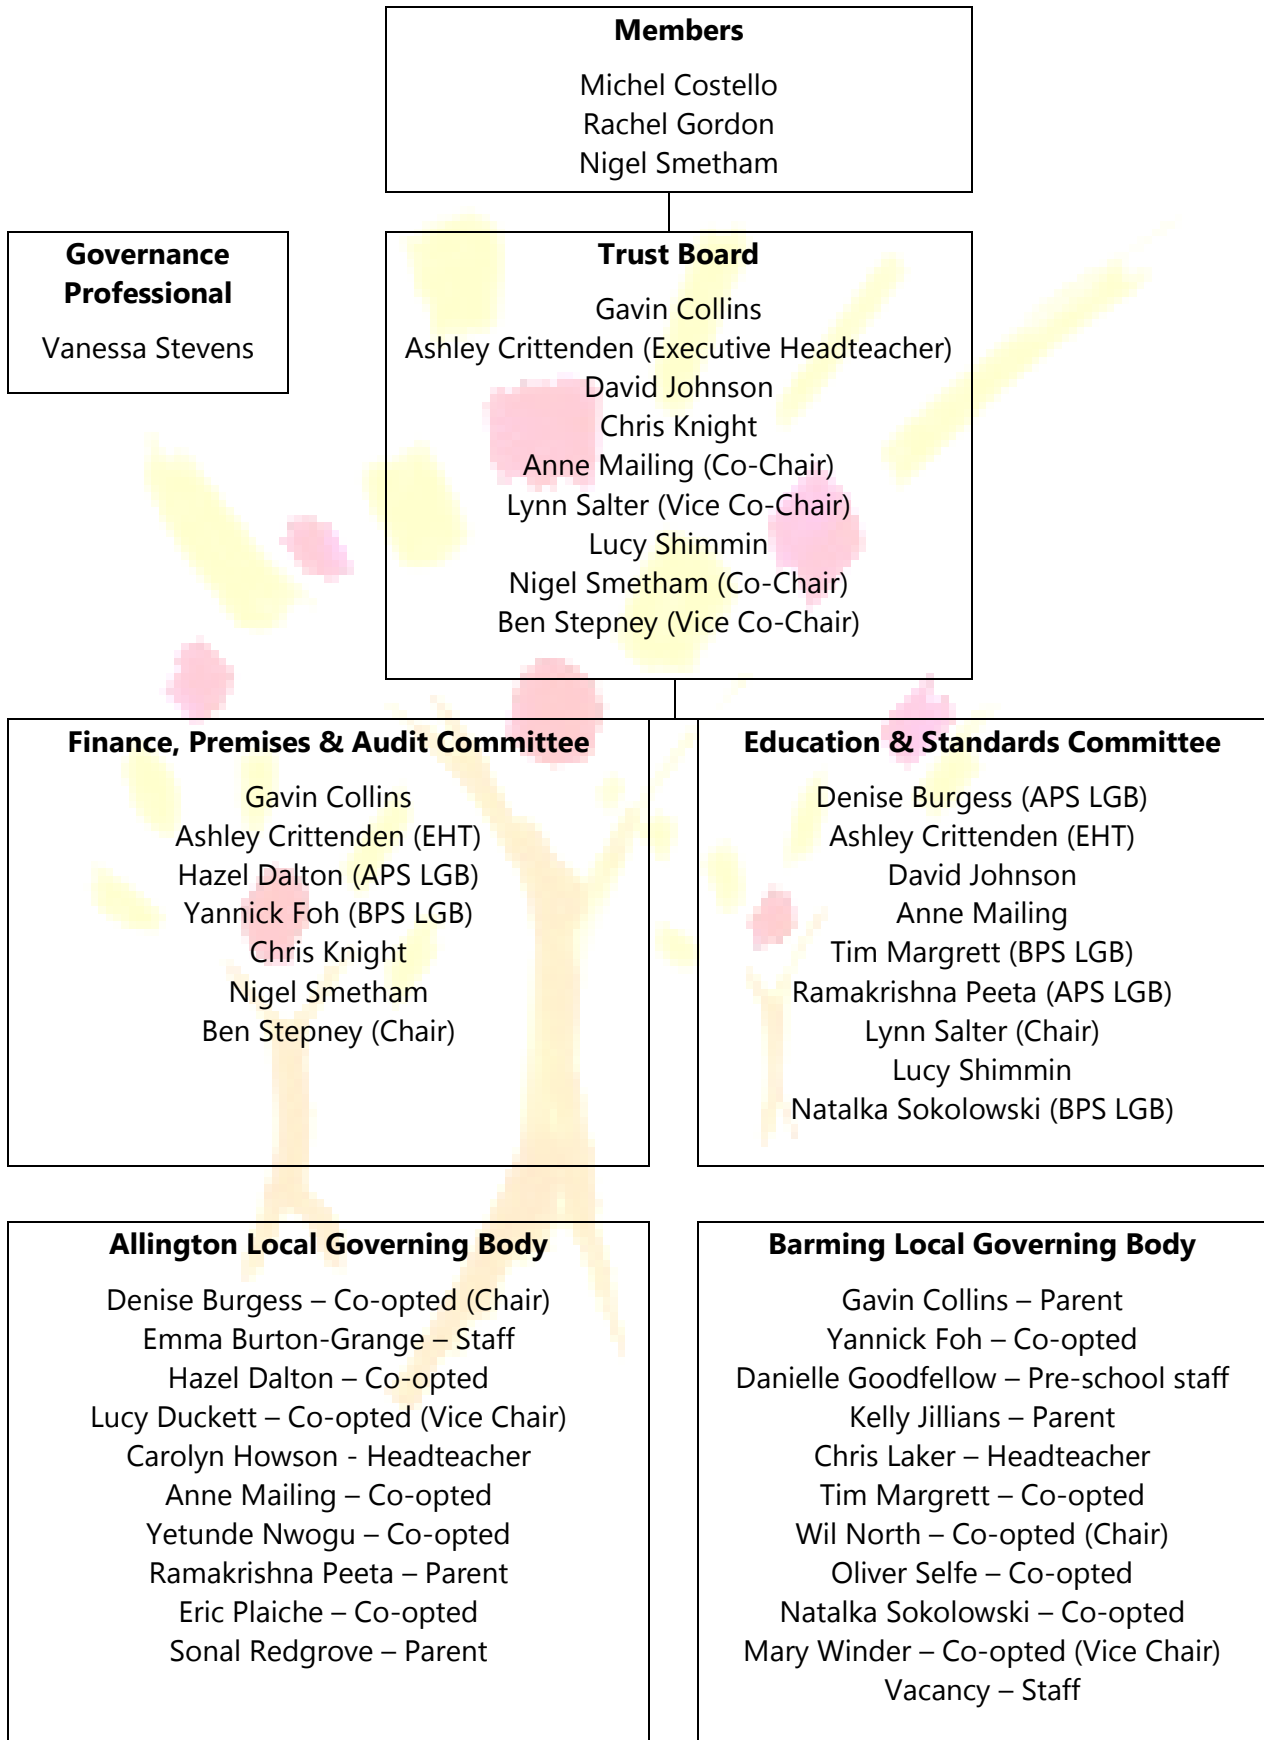 Members
Michel Costello
Rachel Gordon
Nigel Smetham
Governance
Professional
Vanessa Stevens
Trust Board
Gavin Collins
Ashley Crittenden (Executive Headteacher)
David Johnson
Chris Knight
Anne Mailing (Co-Chair)
Lynn Salter (Vice Co-Chair)
Lucy Shimmin
Nigel Smetham (Co-Chair)
Ben Stepney (Vice Co-Chair)
Finance, Premises & Audit Committee
Gavin Collins
Ashley Crittenden (EHT)
Hazel Dalton (APS LGB)
Yannick Foh (BPS LGB)
Chris Knight
Nigel Smetham
Ben Stepney (Chair)
Education & Standards Committee
Denise Burgess (APS LGB)
Ashley Crittenden (EHT)
David Johnson
Anne Mailing
Tim Margrett (BPS LGB)
Ramakrishna Peeta (APS LGB)
Lynn Salter (Chair)
Lucy Shimmin
Natalka Sokolowski (BPS LGB)
Allington Local Governing Body
Denise Burgess – Co-opted (Chair)
Emma Burton-Grange – Staff
Hazel Dalton – Co-opted
Lucy Duckett – Co-opted (Vice Chair)
Carolyn Howson - Headteacher
Anne Mailing – Co-opted
Yetunde Nwogu – Co-opted
Ramakrishna Peeta – Parent
Eric Plaiche – Co-opted
Sonal Redgrove – Parent
Barming Local Governing Body
Gavin Collins – Parent
Yannick Foh – Co-opted
Danielle Goodfellow – Pre-school staff
Kelly Jillians – Parent
Chris Laker – Headteacher
Tim Margrett – Co-opted
Wil North – Co-opted (Chair)
Oliver Selfe – Co-opted
Natalka Sokolowski – Co-opted
Mary Winder – Co-opted (Vice Chair)
Vacancy – Staff